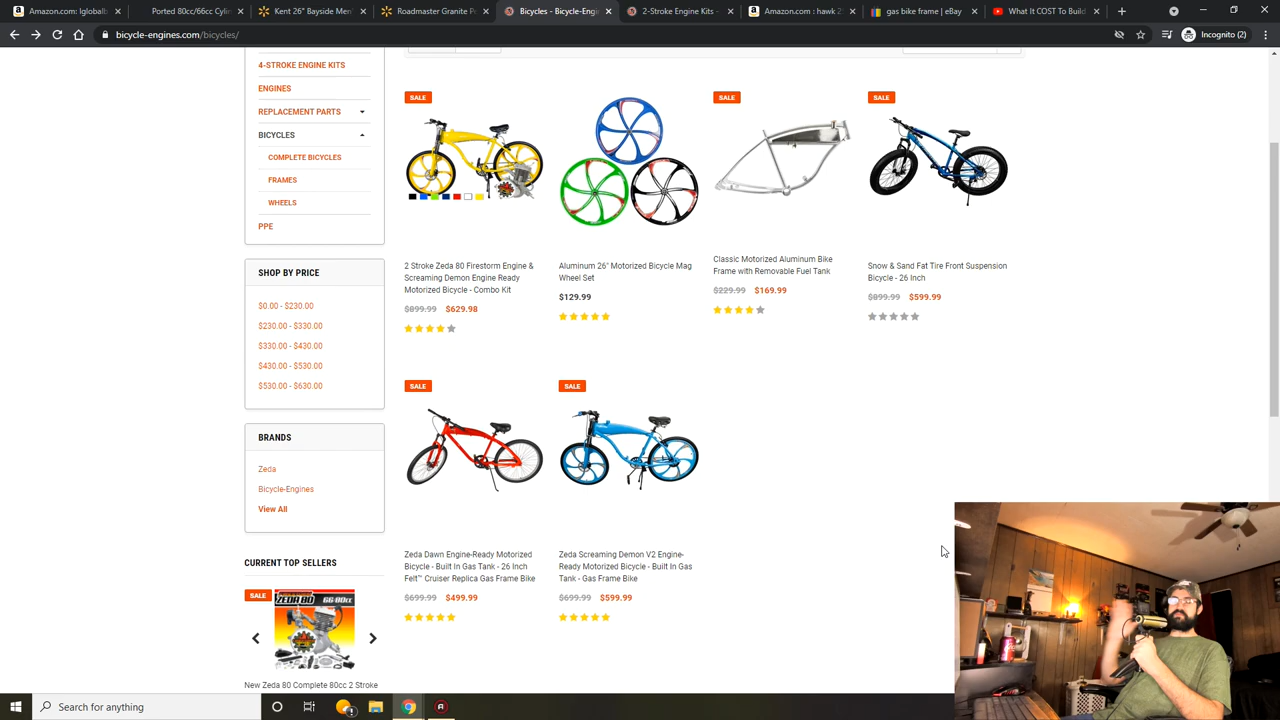 Amazon.com: Iglobalb
Ported 80cc/66cc Cylin
Kent 26" Bayside Men'
Roadmaster Granite Pe
Bicycles - Bicycle-Engi
2-Stroke Engine Kits -
Amazon.com : hawk 2
gas bike frame | eBay
What It COST To Build
bicycle-engines.com/bicycles/
Incognito (2)
4-STROKE ENGINE KITS
ENGINES
REPLACEMENT PARTS
BICYCLES
COMPLETE BICYCLES
FRAMES
WHEELS
PPE
SHOP BY PRICE
$0.00 - $230.00
$230.00 - $330.00
$330.00 - $430.00
$430.00 - $530.00
$530.00 - $630.00
BRANDS
Zeda
Bicycle-Engines
View All
CURRENT TOP SELLERS
SALE
ZEDA 80
66-80cc
New Zeda 80 Complete 80cc 2 Stroke
SALE
2 Stroke Zeda 80 Firestorm Engine &
Screaming Demon Engine Ready
Motorized Bicycle - Combo Kit
$899.99 $629.98
Aluminum 26" Motorized Bicycle Mag
Wheel Set
$129.99
SALE
Classic Motorized Aluminum Bike
Frame with Removable Fuel Tank
$229.99 $169.99
SALE
Snow & Sand Fat Tire Front Suspension
Bicycle - 26 Inch
$899.99 $599.99
SALE
Zeda Dawn Engine-Ready Motorized
Bicycle - Built In Gas Tank - 26 Inch
Felt™ Cruiser Replica Gas Frame Bike
$699.99 $499.99
SALE
Zeda Screaming Demon V2 Engine-
Ready Motorized Bicycle - Built In Gas
Tank - Gas Frame Bike
$699.99 $599.99
Search for anything